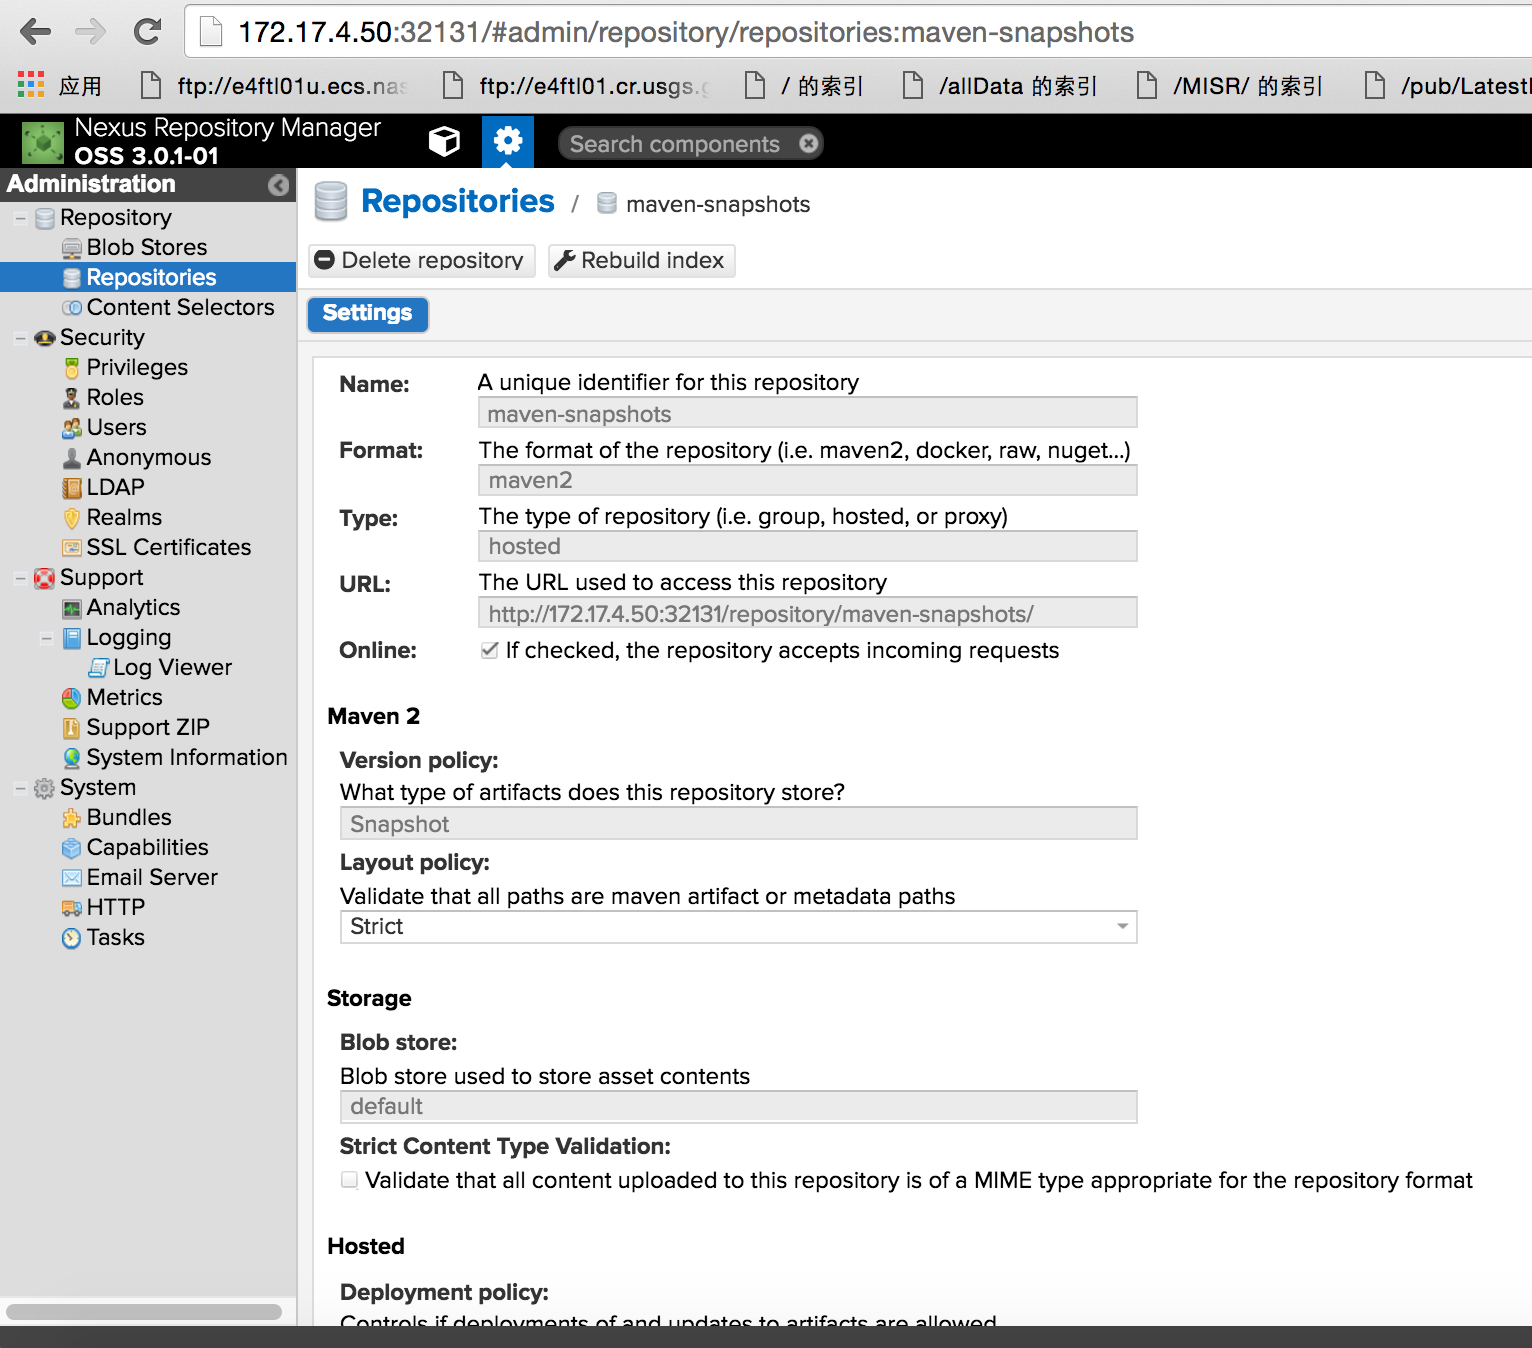 172.17.4.50:32131/#admin/repository/repositories:maven-snapshots
应用 ftp://e4ftl01u.ecs.nas ftp://e4ftl01.cr.usgs.g / 的索引 /allData 的索引 /MISR/ 的索引 /pub/Latest
Nexus Repository Manager
OSS 3.0.1-01
Search components
Administration
Repository
Blob Stores
Repositories
Content Selectors
Security
Privileges
Roles
Users
Anonymous
LDAP
Realms
SSL Certificates
Support
Analytics
Logging
Log Viewer
Metrics
Support ZIP
System Information
System
Bundles
Capabilities
Email Server
HTTP
Tasks
Repositories / maven-snapshots
Delete repository Rebuild index
Settings
Name: A unique identifier for this repository
maven-snapshots
Format: The format of the repository (i.e. maven2, docker, raw, nuget...)
maven2
Type: The type of repository (i.e. group, hosted, or proxy)
hosted
URL: The URL used to access this repository
http://172.17.4.50:32131/repository/maven-snapshots/
Online: If checked, the repository accepts incoming requests
Maven 2
Version policy:
What type of artifacts does this repository store?
Snapshot
Layout policy:
Validate that all paths are maven artifact or metadata paths
Strict
Storage
Blob store:
Blob store used to store asset contents
default
Strict Content Type Validation:
Validate that all content uploaded to this repository is of a MIME type appropriate for the repository format
Hosted
Deployment policy:
Controls if deployments of and updates to artifacts are allowed